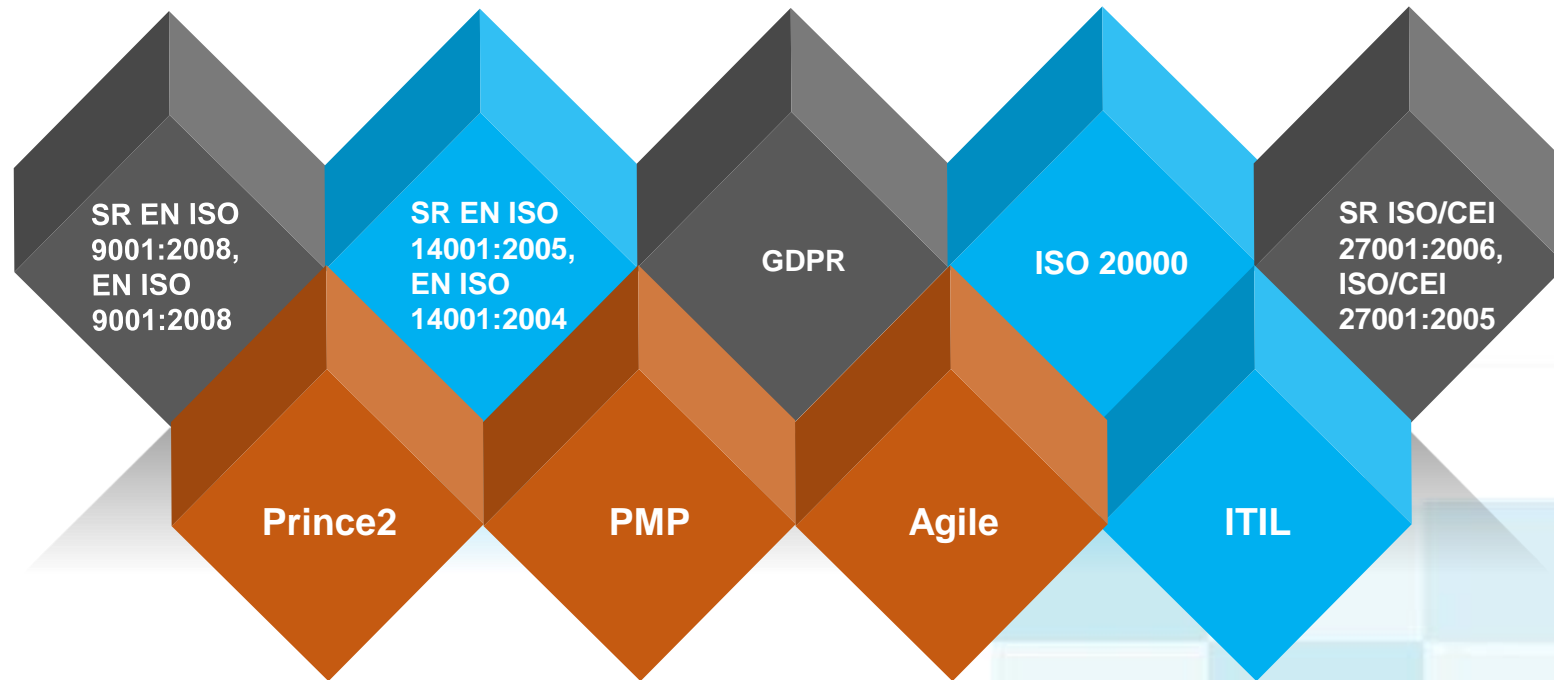 SR EN ISO
9001:2008,
EN ISO
9001:2008
SR EN ISO
14001:2005,
EN ISO
14001:2004
GDPR
ISO 20000
SR ISO/CEI
27001:2006,
ISO/CEI
27001:2005
Prince2
PMP
Agile
ITIL